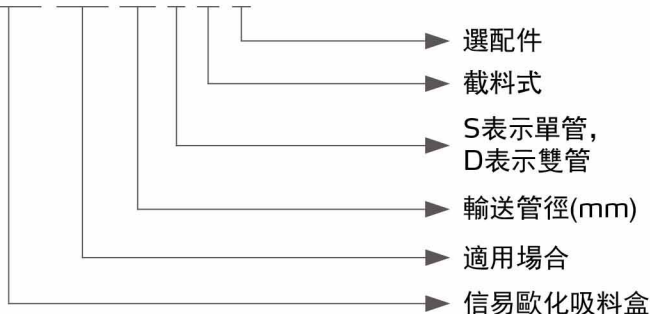 選配件
截料式
S表示單管，
D表示雙管
輸送管徑(mm)
適用場合
信易歐化吸料盒